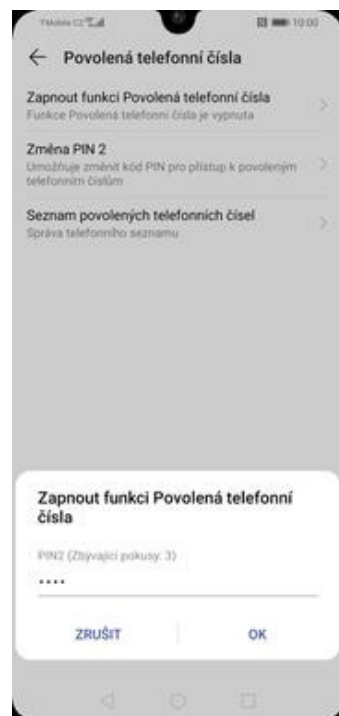 T-Mobile CZ
10:00
Povolená telefonní čísla
Zapnout funkci Povolená telefonní čísla
Funkce Povolená telefonní čísla je vypnuta
Změna PIN 2
Umožňuje změnit kód PIN pro přístup k povoleným
telefonním číslům
Seznam povolených telefonních čísel
Správa telefonního seznamu
Zapnout funkci Povolená telefonní
čísla
PIN2 (Zbývající pokusy: 3)
••••
ZRUŠIT
OK